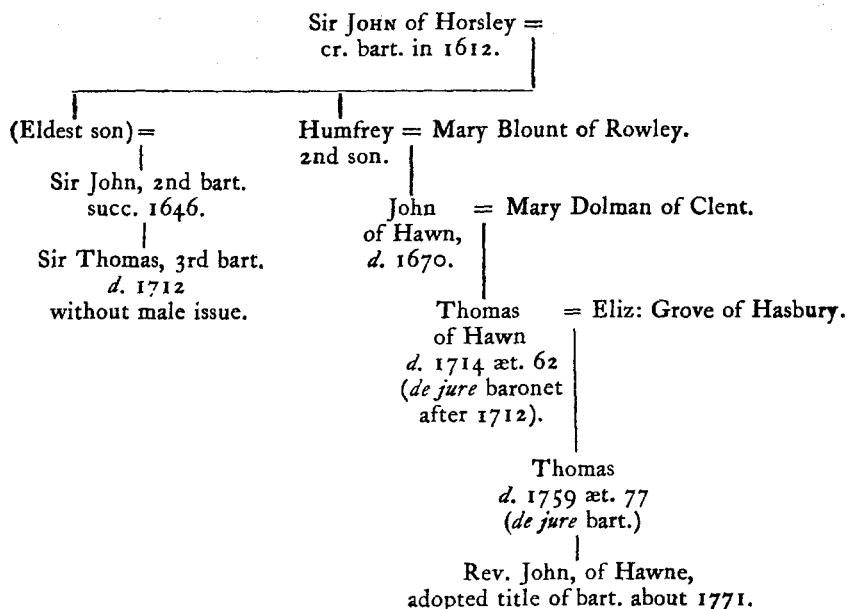 Sir JOHN of Horsley =
cr. bart. in 1612.
(Eldest son) =
Humfrey = Mary Blount of Rowley.
2nd son.
Sir John, 2nd bart.
succ. 1646.
John = Mary Dolman of Clent.
of Hawn,
d. 1670.
Sir Thomas, 3rd bart.
d. 1712
without male issue.
Thomas = Eliz: Grove of Hasbury.
of Hawn
d. 1714 æt. 62
(de jure baronet
after 1712).
Thomas
d. 1759 æt. 77
(de jure bart.)
Rev. John, of Hawne,
adopted title of bart. about 1771.